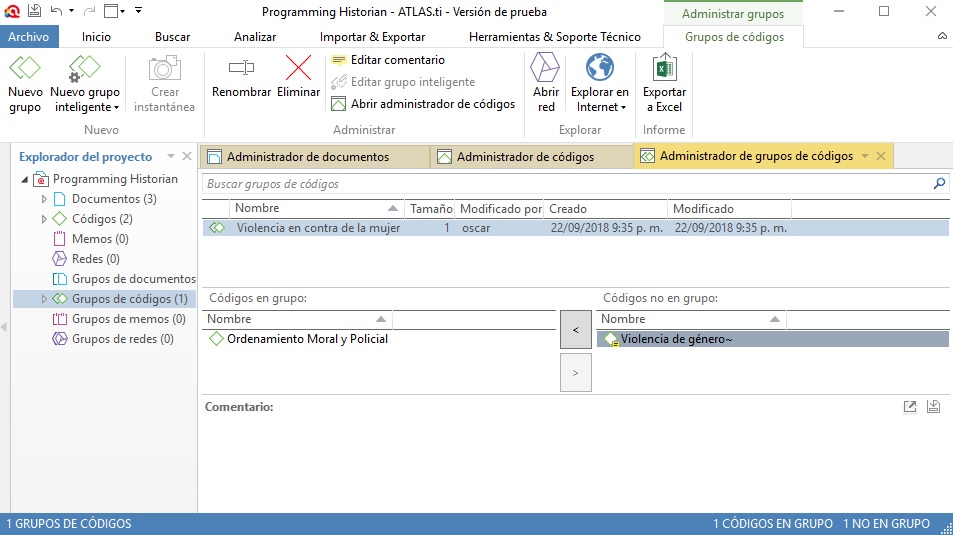 Programming Historian - ATLAS.ti - Versión de prueba
Administrar grupos
Archivo
Inicio
Buscar
Analizar
Importar & Exportar
Herramientas & Soporte Técnico
Grupos de códigos
Nuevo grupo
Nuevo grupo inteligente
Crear instantánea
Nuevo
Renombrar
Eliminar
Editar comentario
Editar grupo inteligente
Abrir administrador de códigos
Administrar
Abrir red
Explorar en Internet
Explorar
Exportar a Excel
Informe
Explorador del proyecto
Programming Historian
Documentos (3)
Códigos (2)
Memos (0)
Redes (0)
Grupos de documentos
Grupos de códigos (1)
Grupos de memos (0)
Grupos de redes (0)
Administrador de documentos
Administrador de códigos
Administrador de grupos de códigos
Buscar grupos de códigos
Nombre Tamaño Modificado por Creado Modificado
Violencia en contra de la mujer 1 oscar 22/09/2018 9:35 p. m. 22/09/2018 9:35 p. m.
Códigos en grupo:
Nombre
Ordenamiento Moral y Policial
<
>
Códigos no en grupo:
Nombre
Violencia de género~
Comentario:
1 GRUPOS DE CÓDIGOS
1 CÓDIGOS EN GRUPO 1 NO EN GRUPO